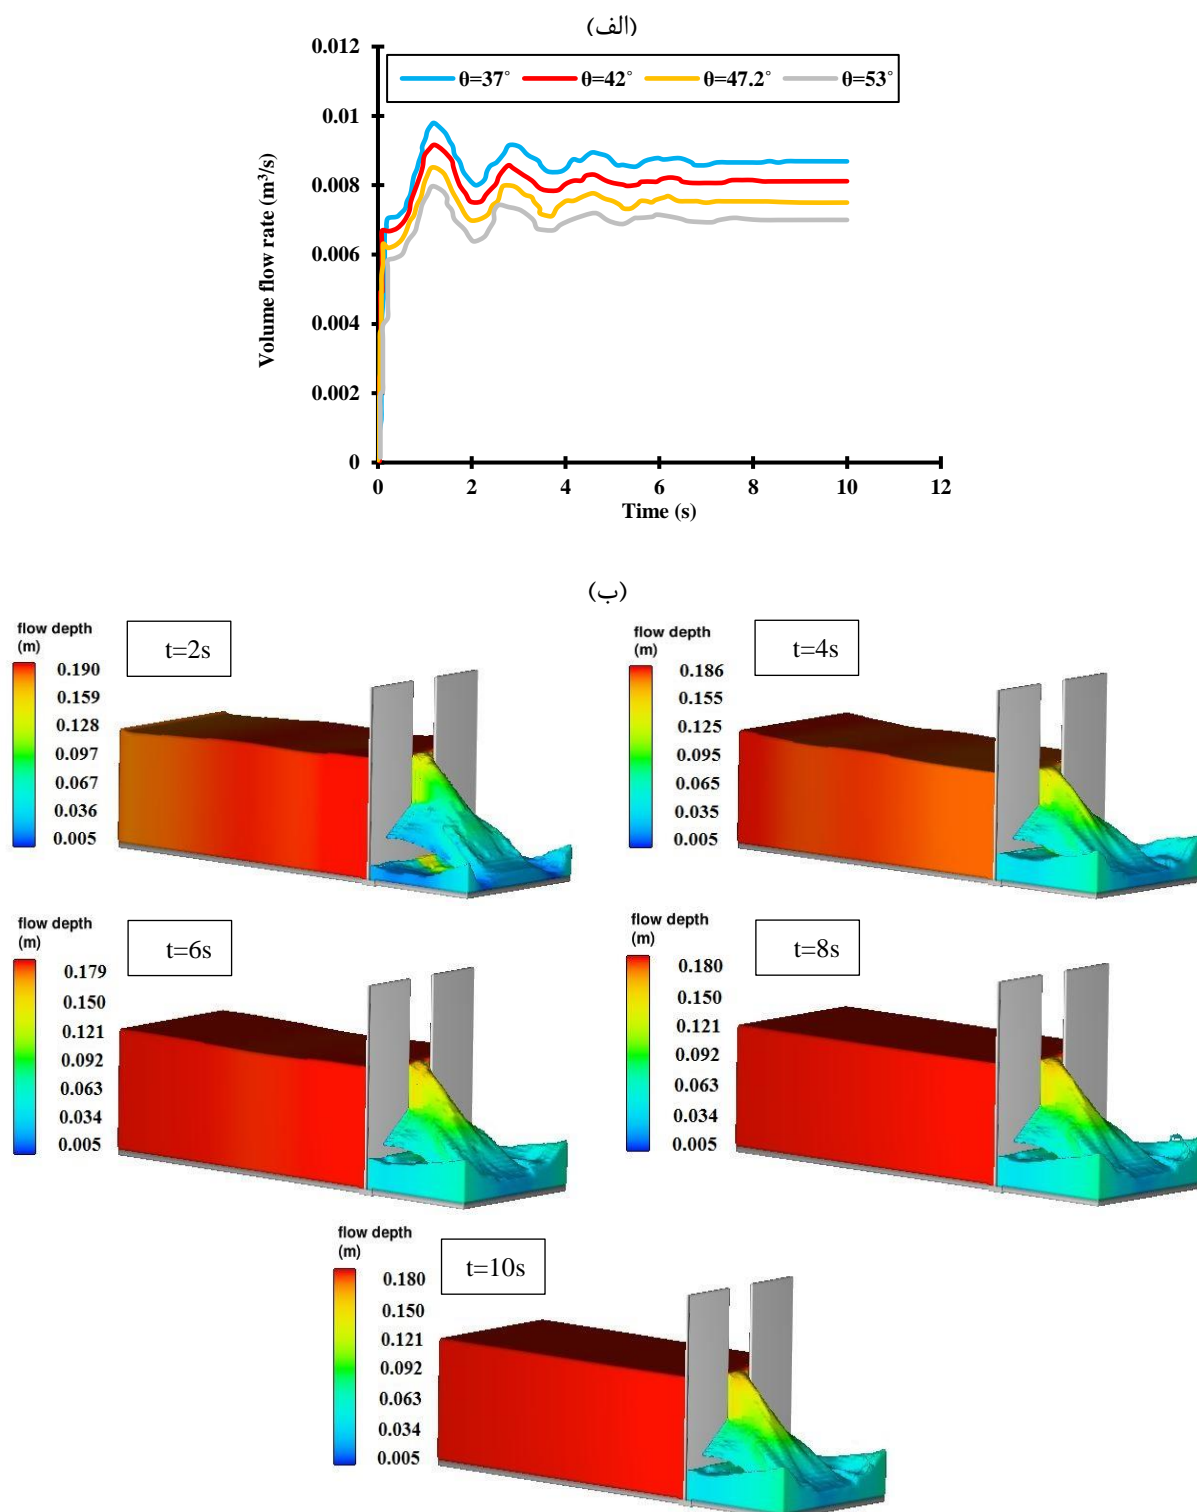 (الف)
0.012
0.01
0.008
0.006
0.004
0.002
0
Volume flow rate (m³/s)
θ=37° θ=42° θ=47.2° θ=53°
0 2 4 6 8 10 12
Time (s)
(ب)
flow depth
(m)
t=2s
0.190
0.159
0.128
0.097
0.067
0.036
0.005
flow depth
(m)
t=4s
0.186
0.155
0.125
0.095
0.065
0.035
0.005
flow depth
(m)
t=6s
0.179
0.150
0.121
0.092
0.063
0.034
0.005
flow depth
(m)
t=8s
0.180
0.150
0.121
0.092
0.063
0.034
0.005
flow depth
(m)
t=10s
0.180
0.150
0.121
0.092
0.063
0.034
0.005